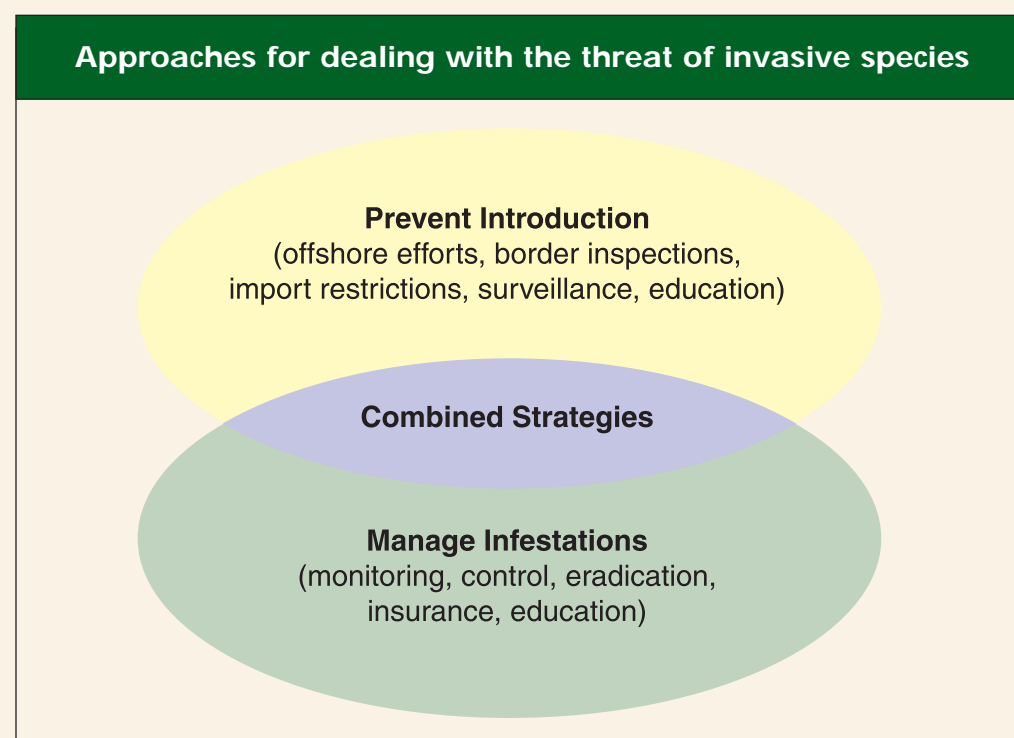 Approaches for dealing with the threat of invasive species
Prevent Introduction
(offshore efforts, border inspections,
import restrictions, surveillance, education)
Combined Strategies
Manage Infestations
(monitoring, control, eradication,
insurance, education)